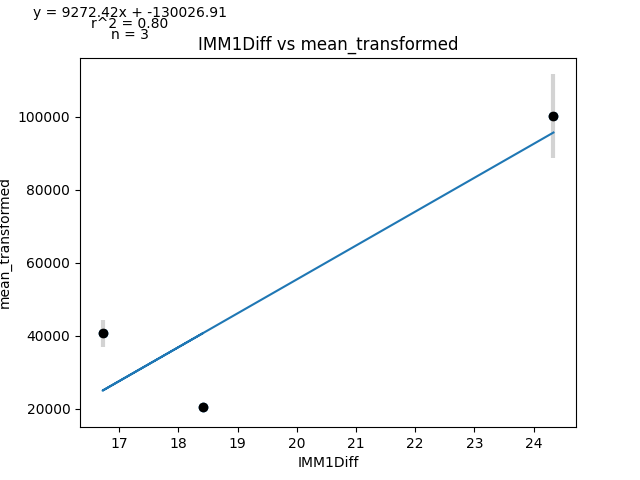 y = 9272.42x + -130026.91
r^2 = 0.80
n = 3
IMM1Diff vs mean_transformed
100000
80000
60000
40000
20000
mean_transformed
17 18 19 20 21 22 23 24
IMM1Diff